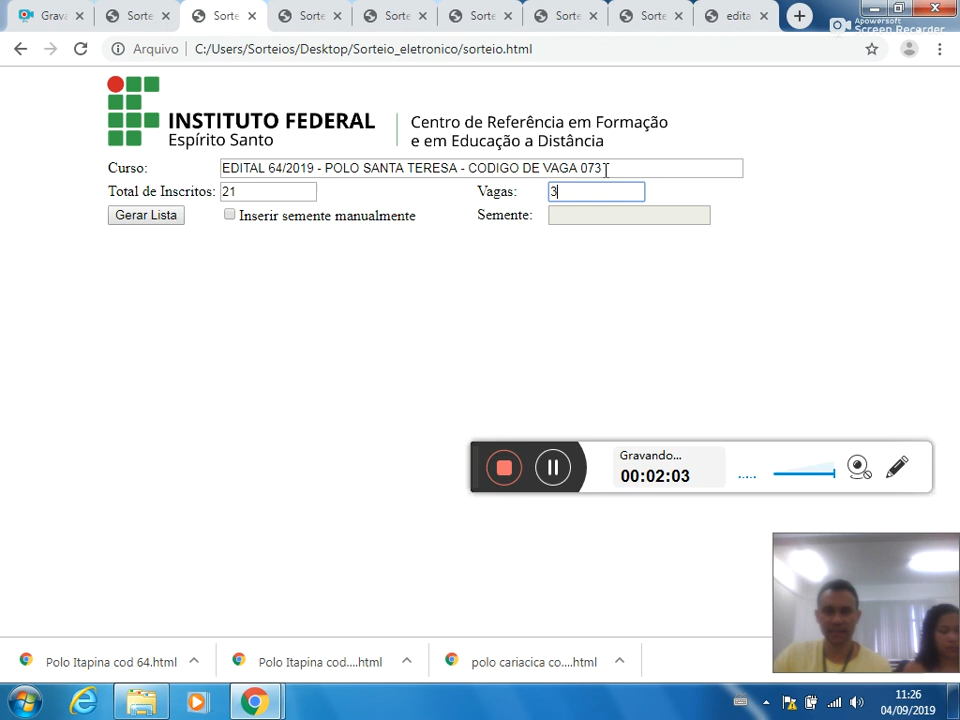 Grava
Sorte
Sorte
Sorte
Sorte
Sorte
Sorte
Sorte
edita
Apowersoft
Screen Recorder
Arquivo
C:/Users/Sorteios/Desktop/Sorteio_eletronico/sorteio.html
INSTITUTO FEDERAL
Espírito Santo
Centro de Referência em Formação
e em Educação a Distância
Curso: EDITAL 64/2019 - POLO SANTA TERESA - CODIGO DE VAGA 073
Total de Inscritos: 21 Vagas: 3
Gerar Lista Inserir semente manualmente Semente:
Gravando...
00:02:03
Polo Itapina cod 64.html
Polo Itapina cod....html
polo cariacica co....html
11:26
04/09/2019